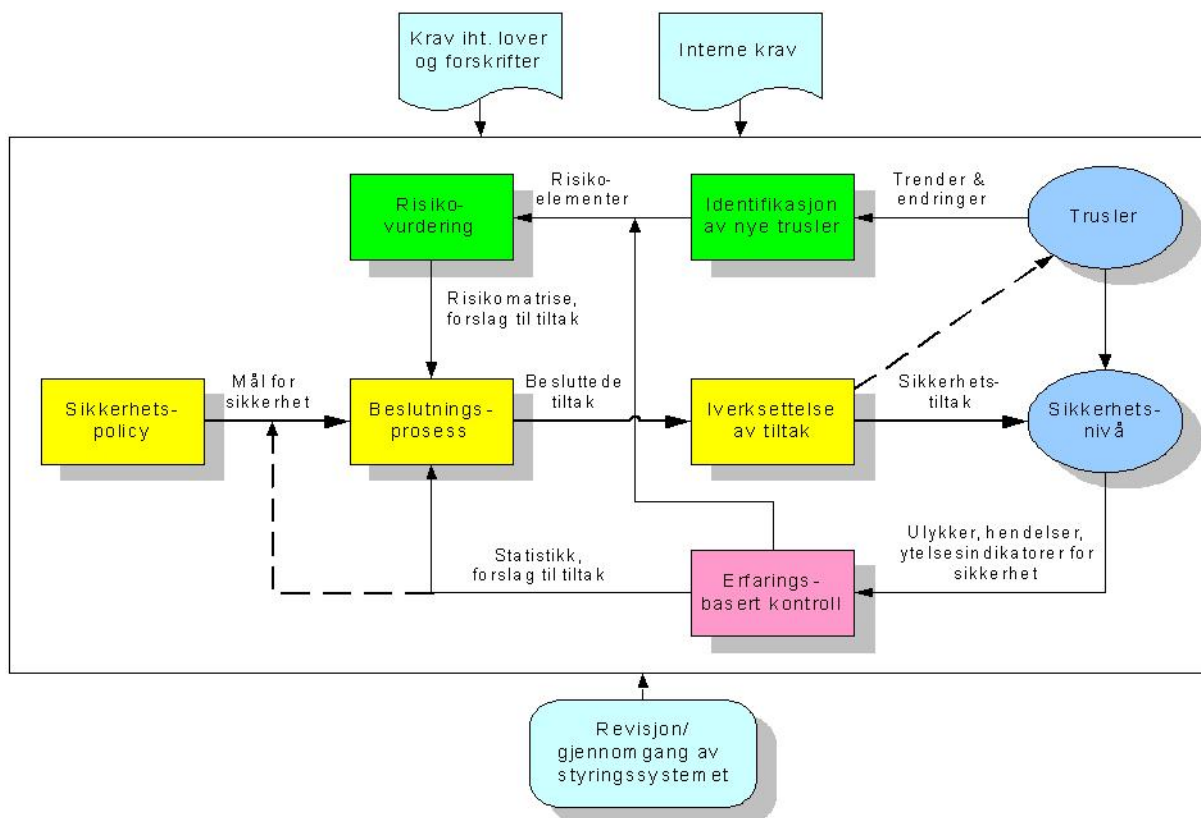 Krav iht. lover
og forskrifter
Interne krav
Risiko-
vurdering
Risiko-
elementer
Identifikasjon
av nye trusler
Trender &
endringer
Trusler
Risikomatrise,
forslag til tiltak
Sikkerhets-
policy
Mål for
sikkerhet
Beslutnings-
prosess
Besluttede
tiltak
Iverksettelse
av tiltak
Sikkerhets-
tiltak
Sikkerhets-
nivå
Statistikk,
forslag til tiltak
Erfarings-
basert kontroll
Ulykker, hendelser,
ytelsesindikatorer for
sikkerhet
Revisjon/
gjennomgang av
styringssystemet